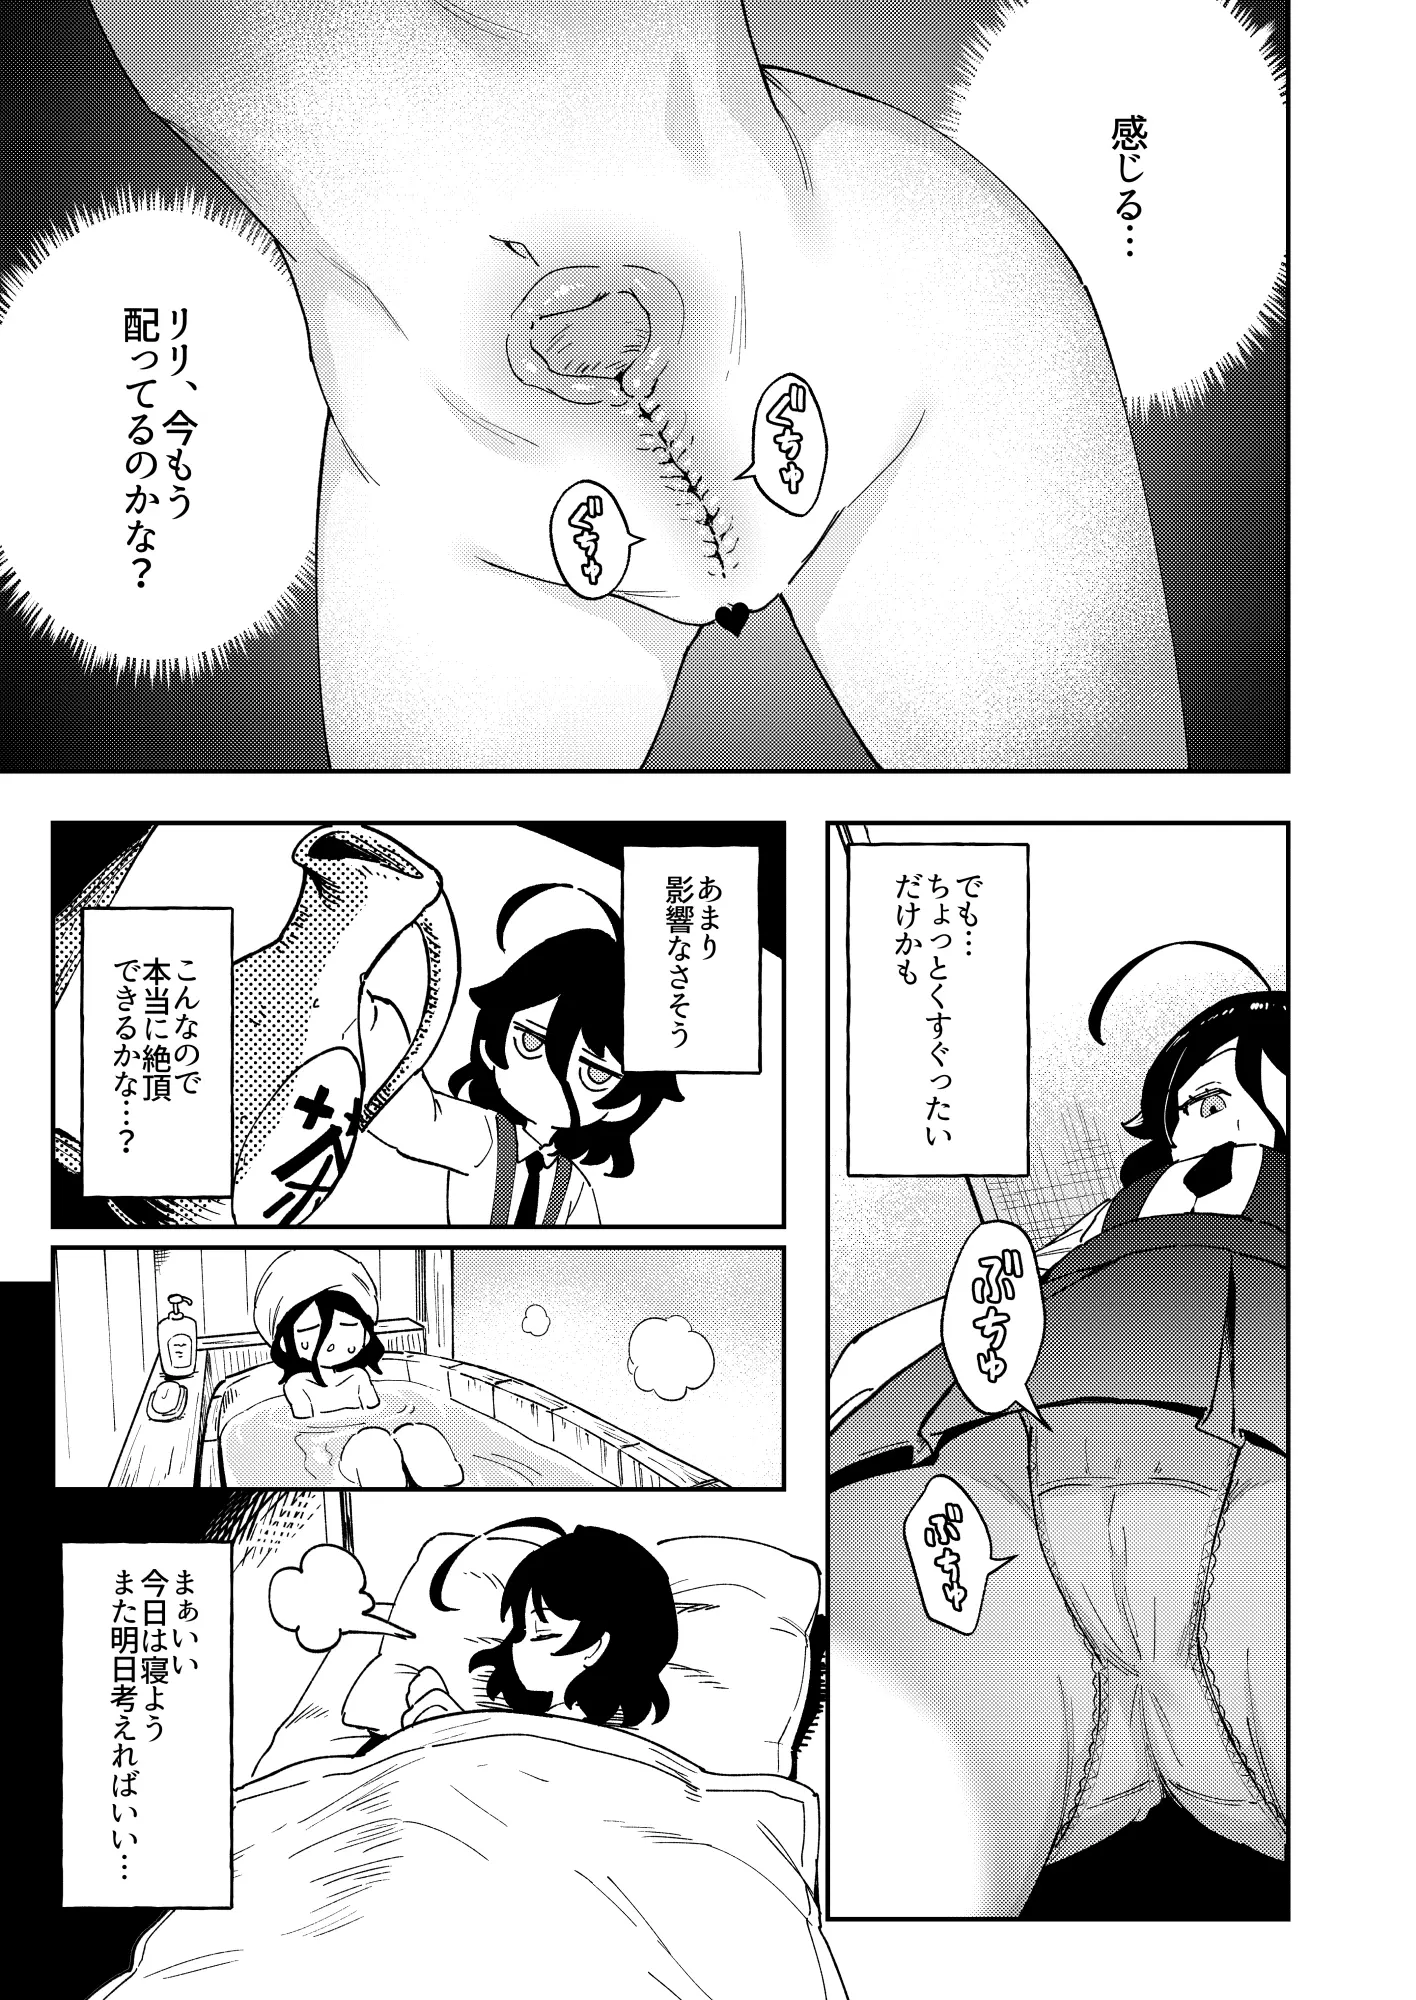 感じる…
ぐちゅ
ぐちゅ
リリ、今もう
配ってるのかな？
でも…
ちょっとくすぐったい
だけかも
ぶちゅ
ぶちゅ
あまり
影響なさそう
こんなので
本当に絶頂
できるかな…？
まぁいい
今日は寝よう
また明日考えればいい…